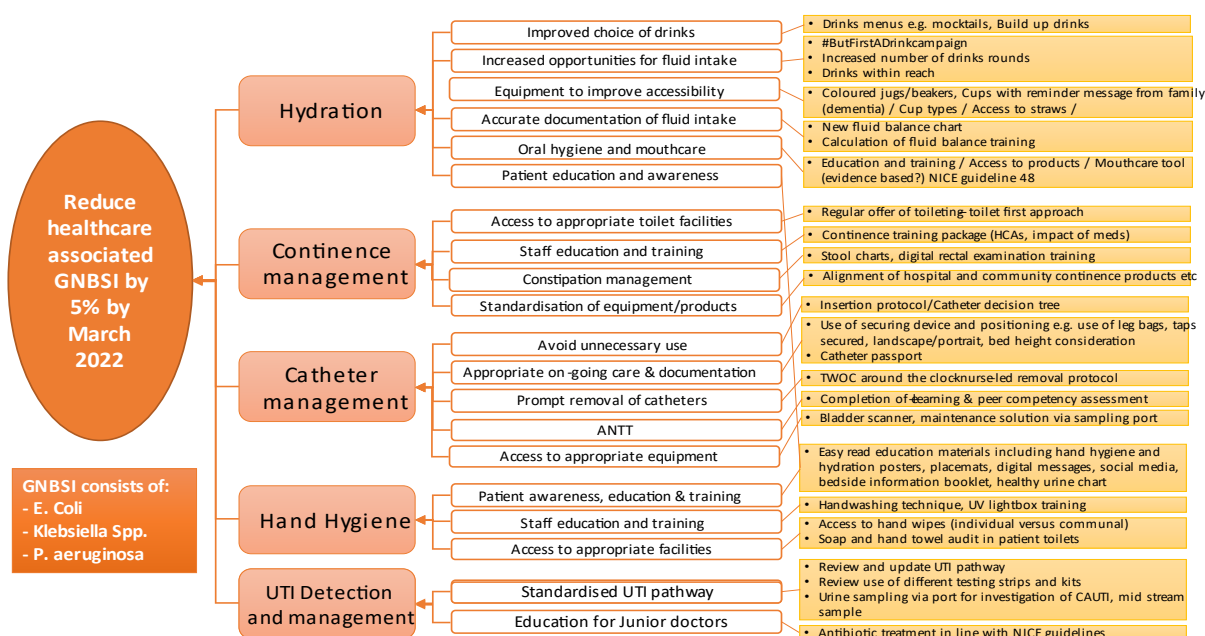 Reduce
healthcare
associated
GNBSI by
5% by
March
2022
GNBSI consists of:
- E. Coli
- Klebsiella Spp.
- P. aeruginosa
Hydration
Improved choice of drinks
Increased opportunities for fluid intake
Equipment to improve accessibility
Accurate documentation of fluid intake
Oral hygiene and mouthcare
Patient education and awareness
• Drinks menus e.g. mocktails, Build up drinks
• #ButFirstADrinkcampaign
• Increased number of drinks rounds
• Drinks within reach
• Coloured jugs/beakers, Cups with reminder message from family
(dementia) / Cup types / Access to straws /
• New fluid balance chart
• Calculation of fluid balance training
• Education and training / Access to products / Mouthcare tool
(evidence based?) NICE guideline 48
Continence
management
Access to appropriate toilet facilities
Staff education and training
Constipation management
Standardisation of equipment/products
• Regular offer of toileting-toilet first approach
• Continence training package (HCAs, impact of meds)
• Stool charts, digital rectal examination training
• Alignment of hospital and community continence products etc
Catheter
management
Avoid unnecessary use
Appropriate on-going care & documentation
Prompt removal of catheters
ANTT
Access to appropriate equipment
• Insertion protocol/Catheter decision tree
• Use of securing device and positioning e.g. use of leg bags, taps
secured, landscape/portrait, bed height consideration
• Catheter passport
• TWOC around the clocknurse-led removal protocol
• Completion of e-learning & peer competency assessment
• Bladder scanner, maintenance solution via sampling port
Hand Hygiene
Patient awareness, education & training
Staff education and training
Access to appropriate facilities
• Easy read education materials including hand hygiene and
hydration posters, placemats, digital messages, social media,
bedside information booklet, healthy urine chart
• Handwashing technique, UV lightbox training
• Access to hand wipes (individual versus communal)
• Soap and hand towel audit in patient toilets
UTI Detection
and management
Standardised UTI pathway
Education for Junior doctors
• Review and update UTI pathway
• Review use of different testing strips and kits
• Urine sampling via port for investigation of CAUTI, mid stream
sample
• Antibiotic treatment in line with NICE guidelines